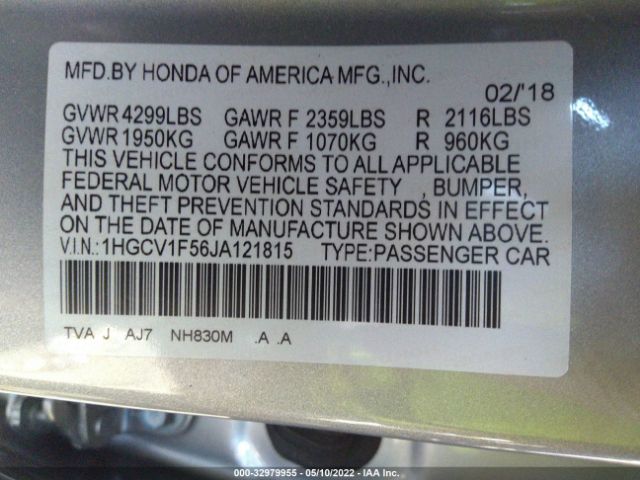 MFD.BY HONDA OF AMERICA MFG.,INC.
02/'18
GVWR 4299LBS GAWR F 2359LBS R 2116LBS
GVWR 1950KG GAWR F 1070KG R 960KG
THIS VEHICLE CONFORMS TO ALL APPLICABLE
FEDERAL MOTOR VEHICLE SAFETY , BUMPER,
AND THEFT PREVENTION STANDARDS IN EFFECT
ON THE DATE OF MANUFACTURE SHOWN ABOVE.
V.I.N.:1HGCV1F56JA121815 TYPE:PASSENGER CAR
TVA J AJ7 NH830M .A .A
000-32979955 — 05/10/2022 — IAA Inc.